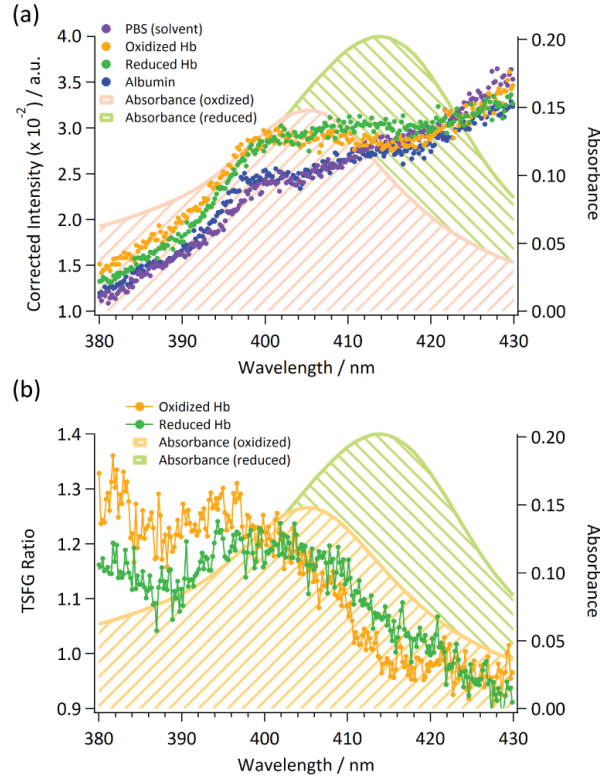 (a)
PBS (solvent)
Oxidized Hb
Reduced Hb
Albumin
Absorbance (oxdized)
Absorbance (reduced)
Corrected Intensity (x 10⁻²) / a.u.
4.0
3.5
3.0
2.5
2.0
1.5
1.0
0.20
0.15
0.10
0.05
0.00
Absorbance
380
390
400
410
420
430
Wavelength / nm
(b)
Oxidized Hb
Reduced Hb
Absorbance (oxidized)
Absorbance (reduced)
TSFG Ratio
1.4
1.3
1.2
1.1
1.0
0.9
0.20
0.15
0.10
0.05
0.00
Absorbance
380
390
400
410
420
430
Wavelength / nm